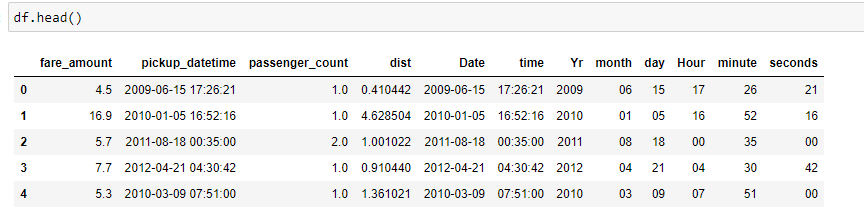 df.head()
fare_amount pickup_datetime passenger_count dist Date time Yr month day Hour minute seconds
0 4.5 2009-06-15 17:26:21 1.0 0.410442 2009-06-15 17:26:21 2009 06 15 17 26 21
1 16.9 2010-01-05 16:52:16 1.0 4.628504 2010-01-05 16:52:16 2010 01 05 16 52 16
2 5.7 2011-08-18 00:35:00 2.0 1.001022 2011-08-18 00:35:00 2011 08 18 00 35 00
3 7.7 2012-04-21 04:30:42 1.0 0.910440 2012-04-21 04:30:42 2012 04 21 04 30 42
4 5.3 2010-03-09 07:51:00 1.0 1.361021 2010-03-09 07:51:00 2010 03 09 07 51 00